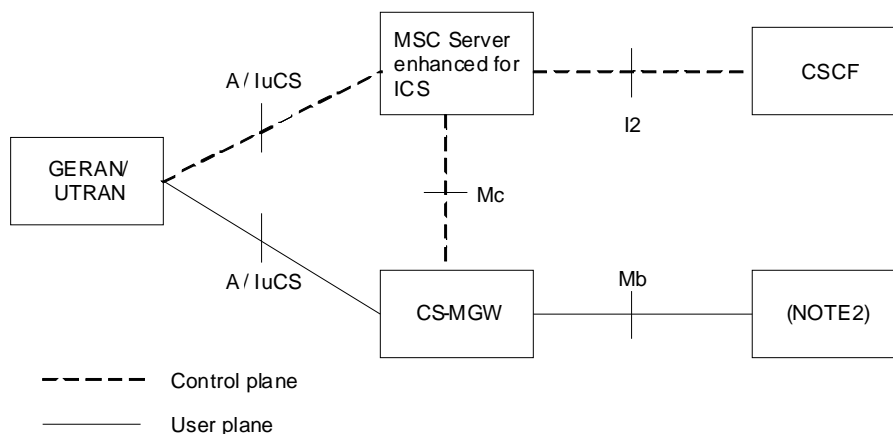 MSC Server
enhanced for
ICS
CSCF
A / IuCS
I2
GERAN/
UTRAN
Mc
A / IuCS
Mb
CS-MGW
(NOTE2)
Control plane
User plane